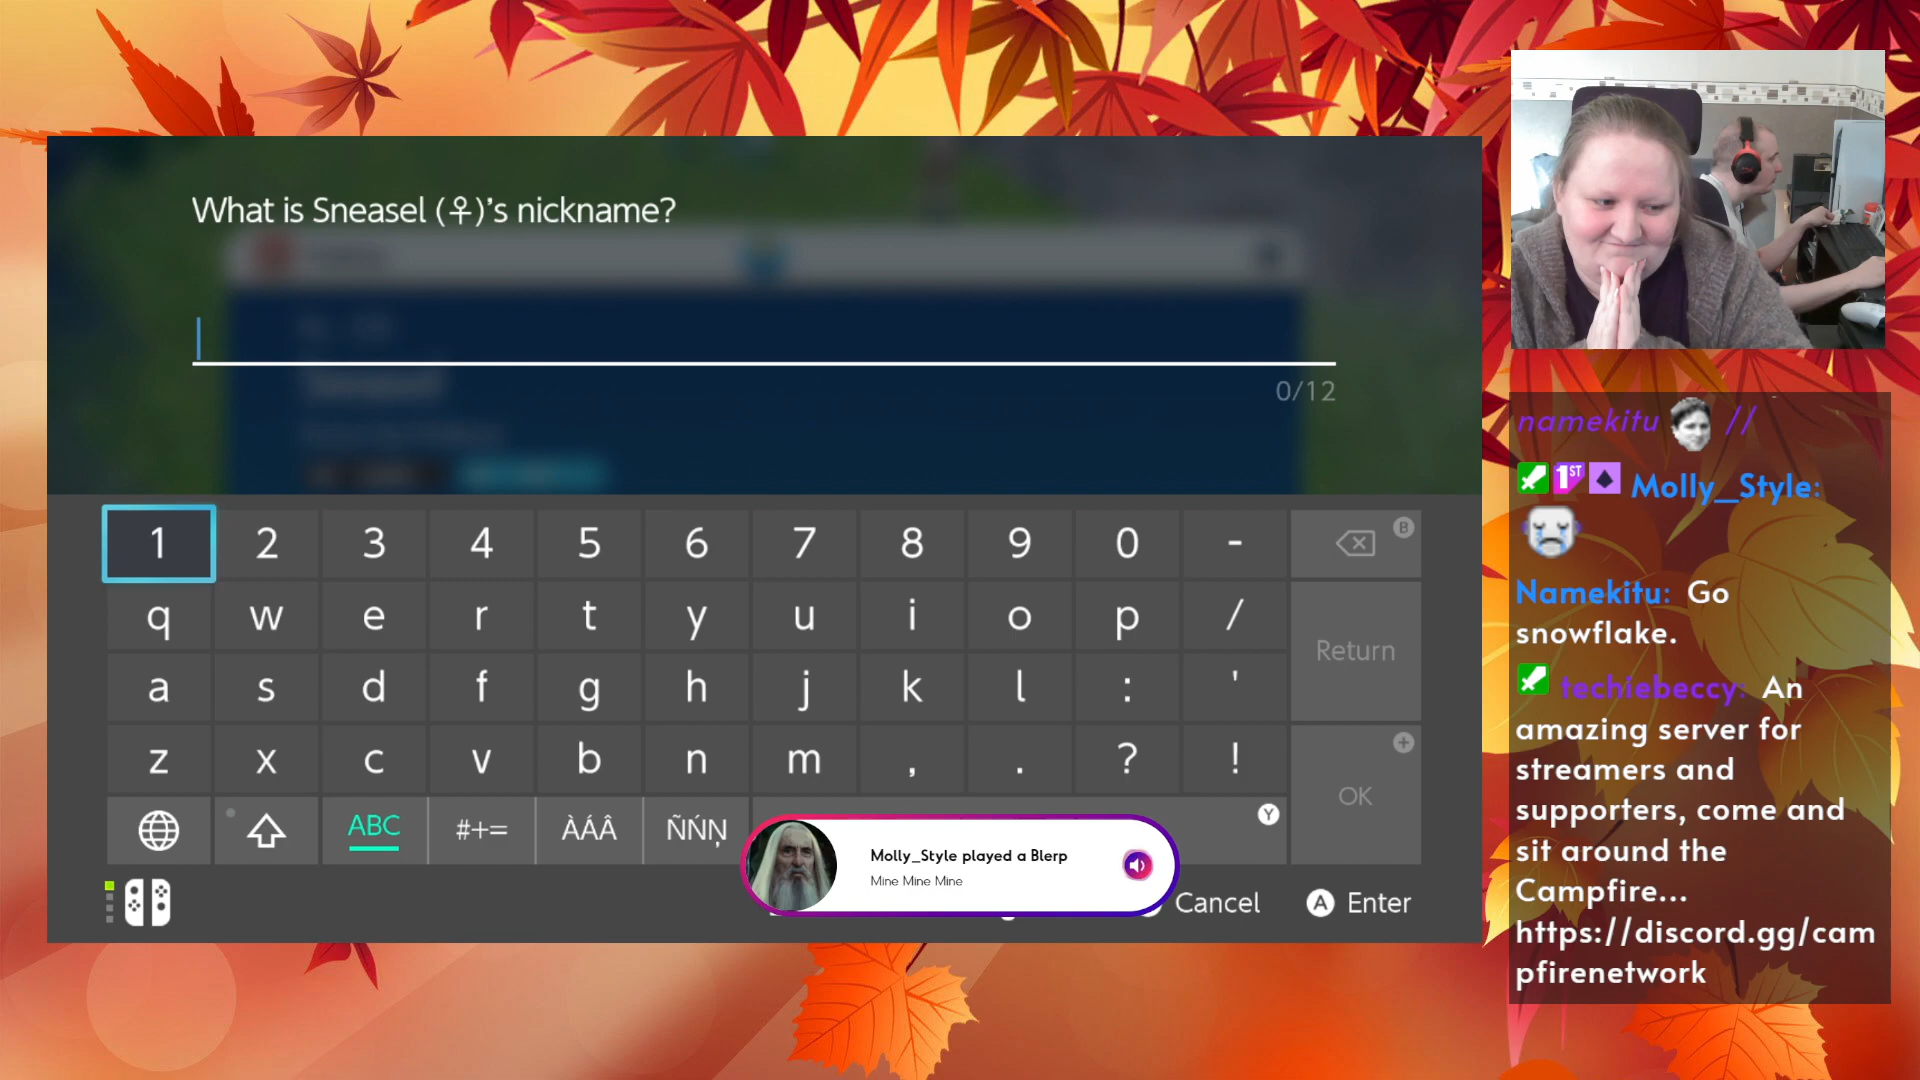 What is Sneasel (♀)'s nickname?
0/12
1 2 3 4 5 6 7 8 9 0 -
B
q w e r t y u i o p /
Return
a s d f g h j k l : '
z x c v b n m , . ? !
+
OK
ABC #+= ÀÁÂ ÑŃŅ
Y
Molly_Style played a Blerp
Mine Mine Mine
Cancel
A Enter
namekitu //
1ST Molly_Style:
Namekitu: Go
snowflake.
techiebeccy: An
amazing server for
streamers and
supporters, come and
sit around the
Campfire...
https://discord.gg/cam
pfirenetwork